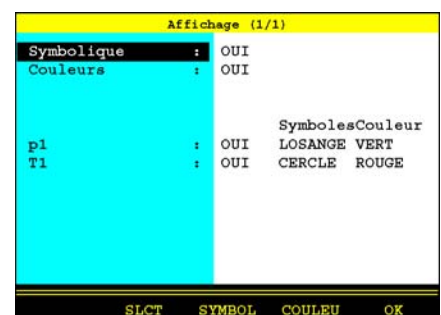 Affichage (1/1)
Symbolique : OUI
Couleurs : OUI
SymbolesCouleur
p1 : OUI LOSANGE VERT
T1 : OUI CERCLE ROUGE
SLCT SYMBOL COULEU OK